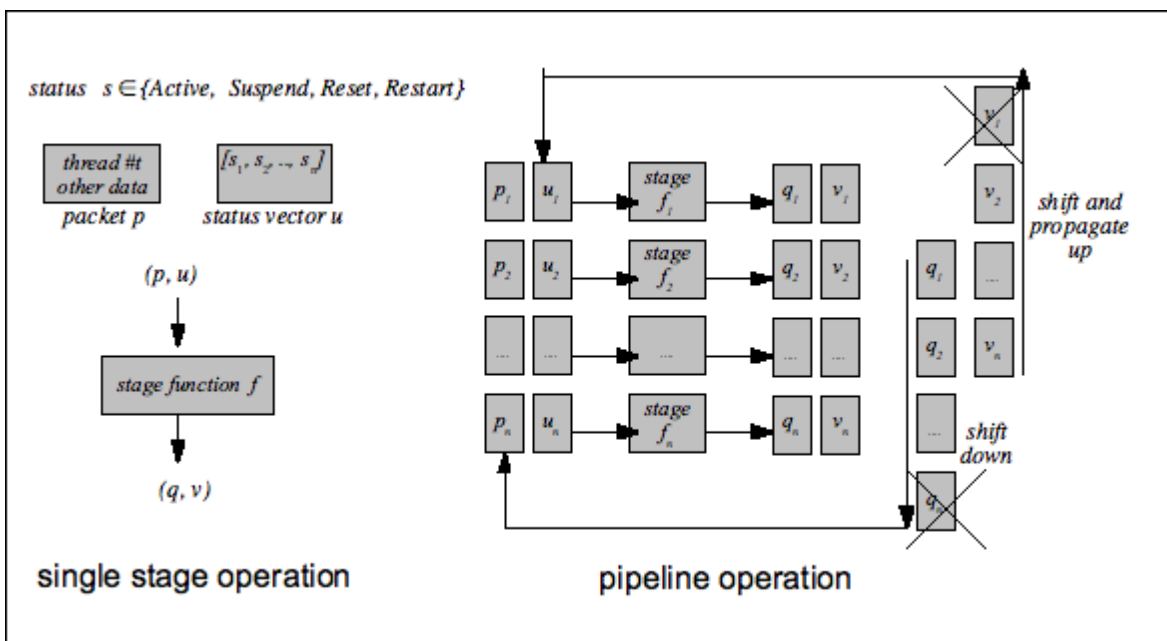 status s ∈ {Active, Suspend, Reset, Restart}
thread #t
other data
packet p
[s₁, s₂, .., sₙ]
status vector u
(p, u)
stage function f
(q, v)
single stage operation
p₁ u₁ stage f₁ q₁ v₁
p₂ u₂ stage f₂ q₂ v₂
.... .... .... .... ....
pₙ uₙ stage fₙ qₙ vₙ
q₁
q₂
....
qₙ
shift
down
v₁
v₂
....
vₙ
shift and
propagate
up
pipeline operation